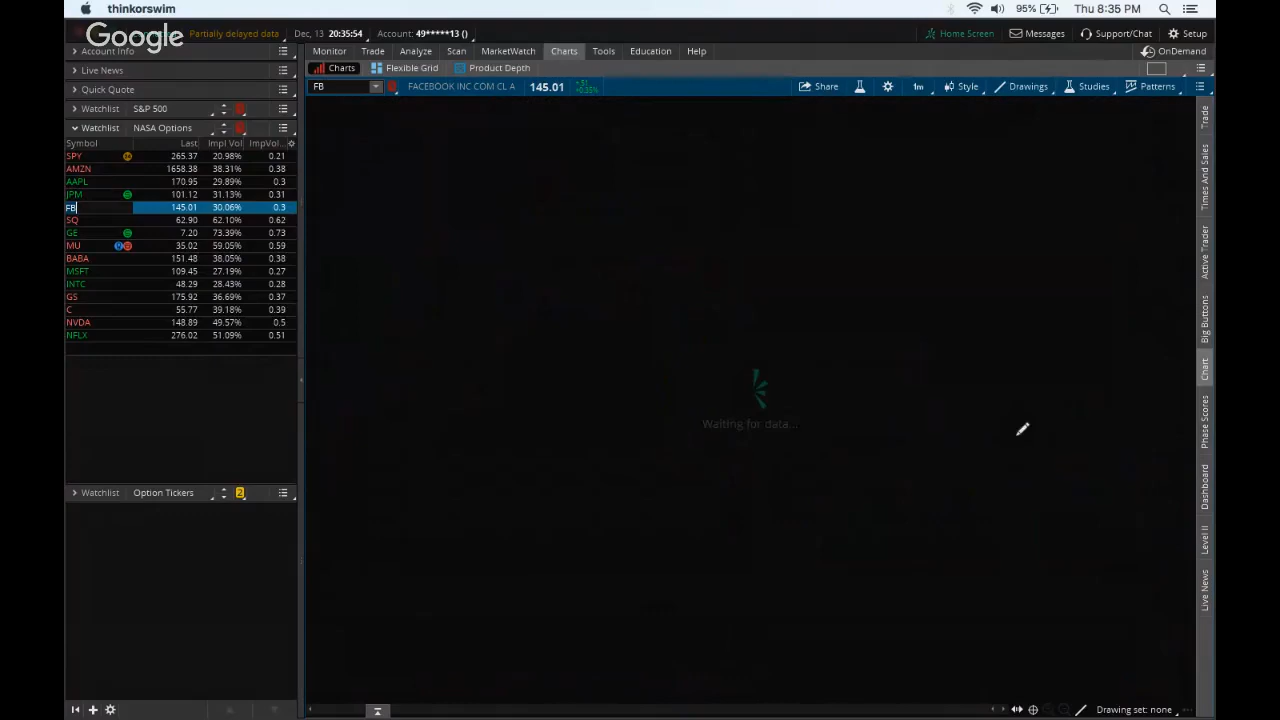 thinkorswim
95%
Thu 8:35 PM
Google
Partially delayed data
Dec, 13 20:35:54
Account: 49*****13 ()
Home Screen
Messages
Support/Chat
Setup
Account Info
Monitor
Trade
Analyze
Scan
MarketWatch
Charts
Tools
Education
Help
OnDemand
Live News
Charts
Flexible Grid
Product Depth
Quick Quote
FB
FACEBOOK INC COM CL A
145.01
+.51
+0.35%
Share
1m
Style
Drawings
Studies
Patterns
Watchlist S&P 500
Watchlist NASA Options
Symbol Last Impl Vol ImpVol...
SPY 265.37 20.98% 0.21
AMZN 1658.38 38.31% 0.38
AAPL 170.95 29.89% 0.3
JPM 101.12 31.13% 0.31
FB 145.01 30.06% 0.3
SQ 62.90 62.10% 0.62
GE 7.20 73.39% 0.73
MU 35.02 59.05% 0.59
BABA 151.48 38.05% 0.38
MSFT 109.45 27.19% 0.27
INTC 48.29 28.43% 0.28
GS 175.92 36.69% 0.37
C 55.77 39.18% 0.39
NVDA 148.89 49.57% 0.5
NFLX 276.02 51.09% 0.51
Waiting for data...
Watchlist Option Tickers 2
Trade
Times And Sales
Active Trader
Big Buttons
Chart
Phase Scores
Dashboard
Level II
Live News
Drawing set: none